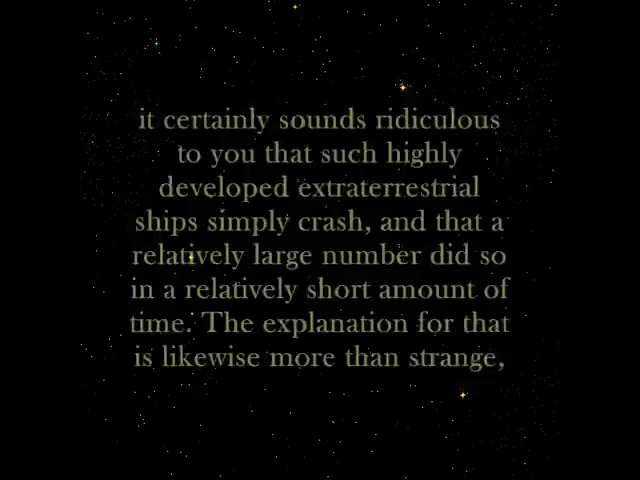 it certainly sounds ridiculous
to you that such highly
developed extraterrestrial
ships simply crash, and that a
relatively large number did so
in a relatively short amount of
time. The explanation for that
is likewise more than strange,